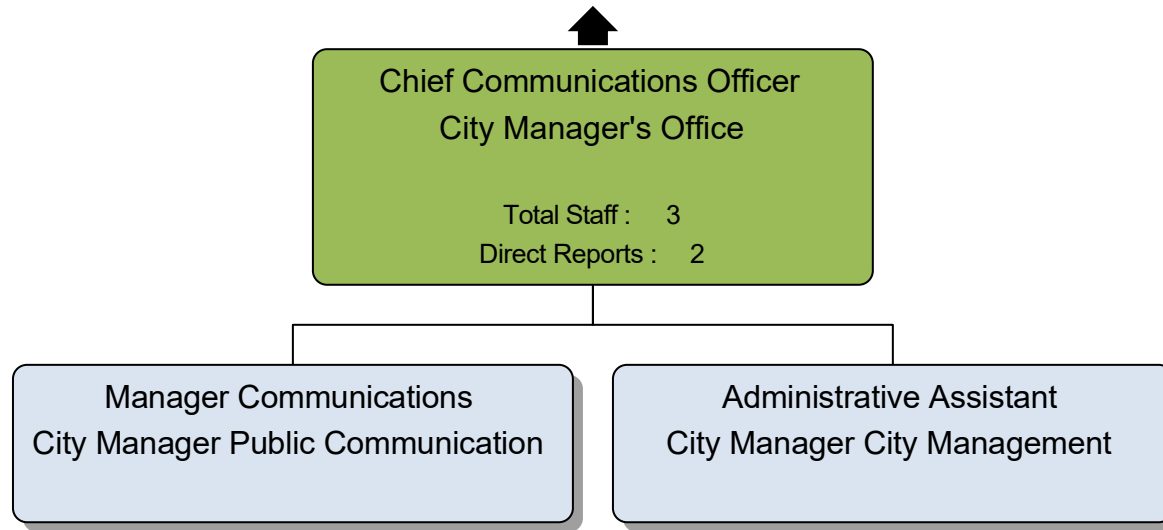 Chief Communications Officer
City Manager's Office
Total Staff : 3
Direct Reports : 2
Manager Communications
City Manager Public Communication
Administrative Assistant
City Manager City Management